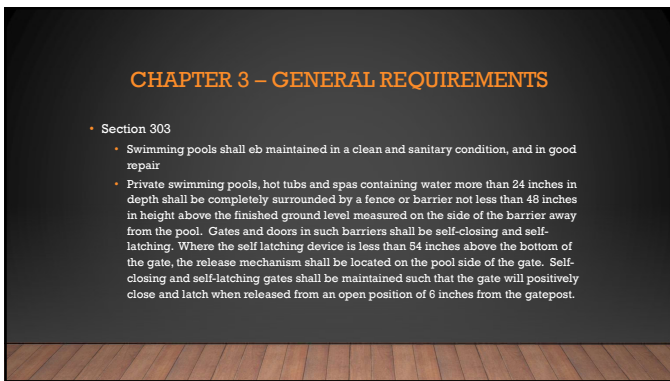 CHAPTER 3 – GENERAL REQUIREMENTS
• Section 303
• Swimming pools shall eb maintained in a clean and sanitary condition, and in good
repair
• Private swimming pools, hot tubs and spas containing water more than 24 inches in
depth shall be completely surrounded by a fence or barrier not less than 48 inches
in height above the finished ground level measured on the side of the barrier away
from the pool. Gates and doors in such barriers shall be self-closing and self-
latching. Where the self latching device is less than 54 inches above the bottom of
the gate, the release mechanism shall be located on the pool side of the gate. Self-
closing and self-latching gates shall be maintained such that the gate will positively
close and latch when released from an open position of 6 inches from the gatepost.